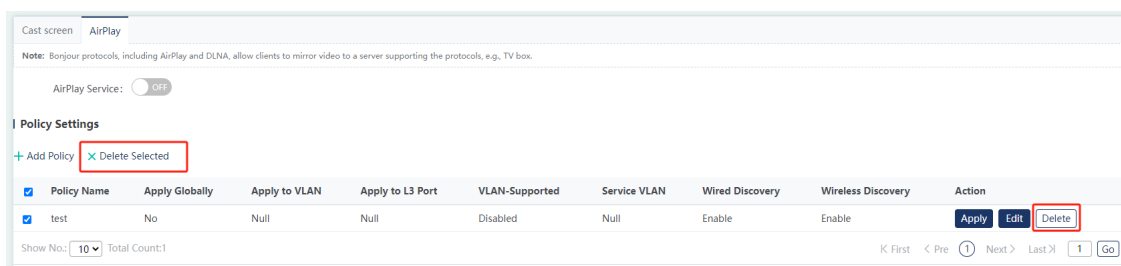 Cast screen AirPlay
Note: Bonjour protocols, including AirPlay and DLNA, allow clients to mirror video to a server supporting the protocols, e.g., TV box.
AirPlay Service: OFF
Policy Settings
+ Add Policy × Delete Selected
Policy Name Apply Globally Apply to VLAN Apply to L3 Port VLAN-Supported Service VLAN Wired Discovery Wireless Discovery Action
test No Null Null Disabled Null Enable Enable Apply Edit Delete
Show No.: 10 Total Count:1 K First < Pre 1 Next > Last > 1 Go